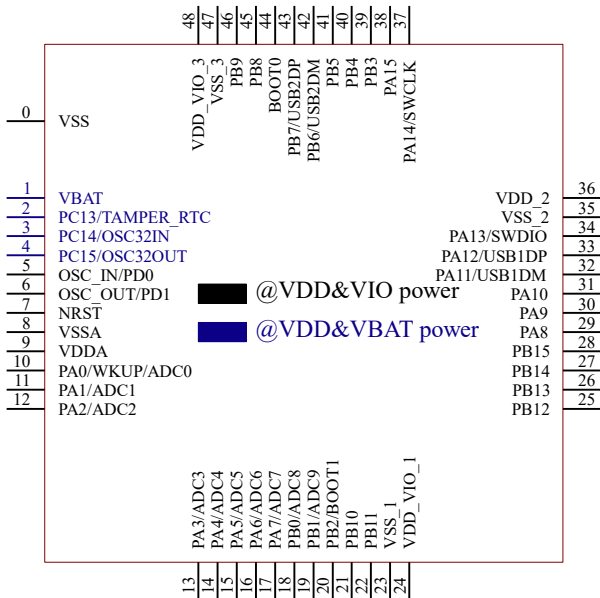 48 47 46 45 44 43 42 41 40 39 38 37
VDD_VIO_3
VSS_3
PB9
PB8
BOOT0
PB7/USB2DP
PB6/USB2DM
PB5
PB4
PB3
PA15
PA14/SWCLK
0 VSS
1 VBAT
2 PC13/TAMPER_RTC
3 PC14/OSC32IN
4 PC15/OSC32OUT
5 OSC_IN/PD0
6 OSC_OUT/PD1
7 NRST
8 VSSA
9 VDDA
10 PA0/WKUP/ADC0
11 PA1/ADC1
12 PA2/ADC2
@VDD&VIO power
@VDD&VBAT power
VDD_2 36
VSS_2 35
PA13/SWDIO 34
PA12/USB1DP 33
PA11/USB1DM 32
PA10 31
PA9 30
PA8 29
PB15 28
PB14 27
PB13 26
PB12 25
PA3/ADC3
PA4/ADC4
PA5/ADC5
PA6/ADC6
PA7/ADC7
PB0/ADC8
PB1/ADC9
PB2/BOOT1
PB10
PB11
VSS_1
VDD_VIO_1
13 14 15 16 17 18 19 20 21 22 23 24